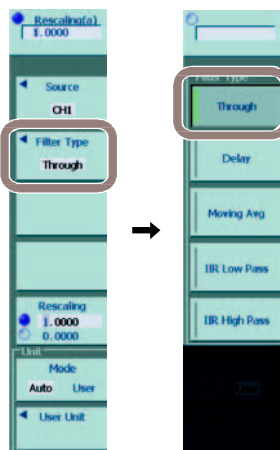 Rescaling(a)
1.0000
Source
CH1
Filter Type
Through
Rescaling
1.0000
0.0000
Unit
Mode
Auto User
User Unit
Filter Type
Through
Delay
Moving Avg
IIR Low Pass
IIR High Pass